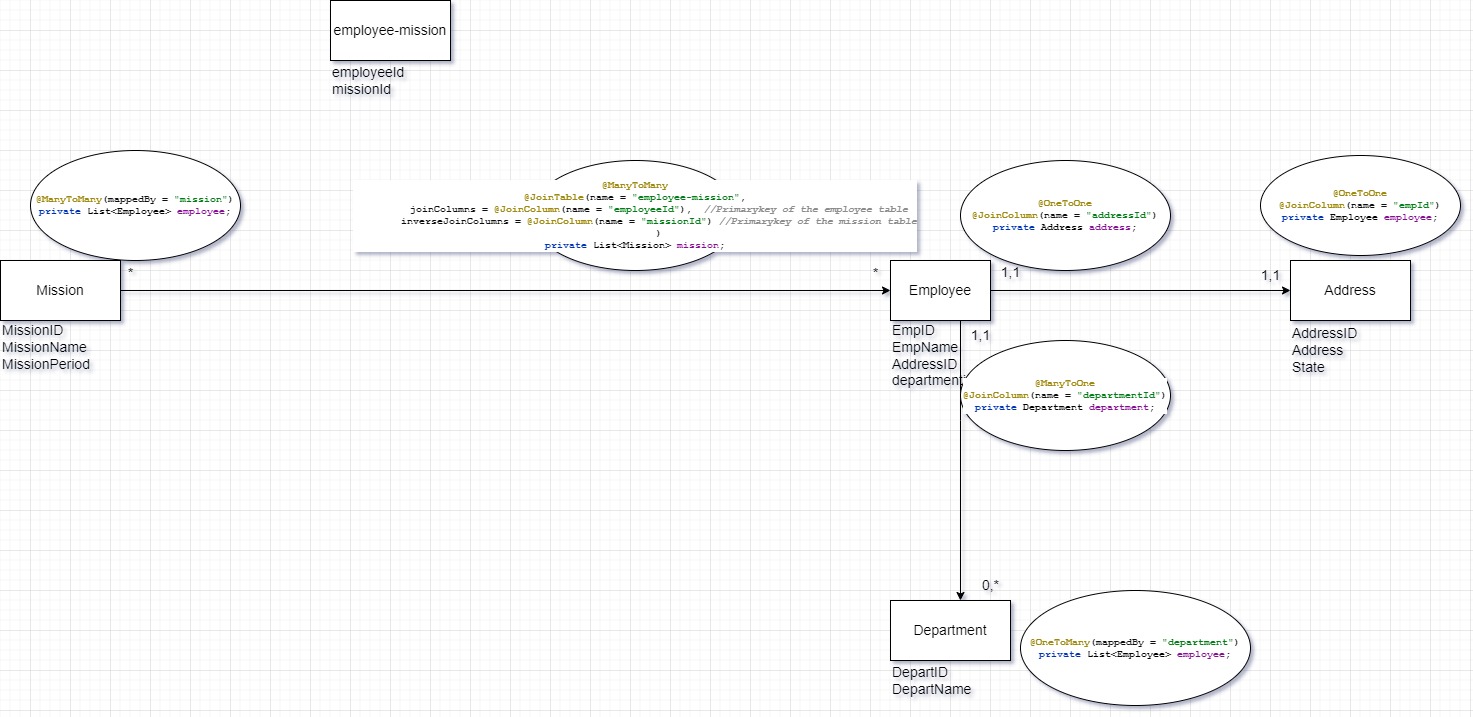 employee-mission
employeeId
missionId
@ManyToMany(mappedBy = "mission")
private List<Employee> employee;
@ManyToMany
@JoinTable(name = "employee-mission",
joinColumns = @JoinColumn(name = "employeeId"),  //Primarykey of the employee table
inverseJoinColumns = @JoinColumn(name = "missionId") //Primarykey of the mission table
)
private List<Mission> mission;
@OneToOne
@JoinColumn(name = "addressId")
private Address address;
@OneToOne
@JoinColumn(name = "empId")
private Employee employee;
*
*
1,1
1,1
Mission
Employee
Address
MissionID
MissionName
MissionPeriod
EmpID
EmpName
AddressID
department
1,1
AddressID
Address
State
@ManyToOne
@JoinColumn(name = "departmentId")
private Department department;
0,*
Department
DepartID
DepartName
@OneToMany(mappedBy = "department")
private List<Employee> employee;